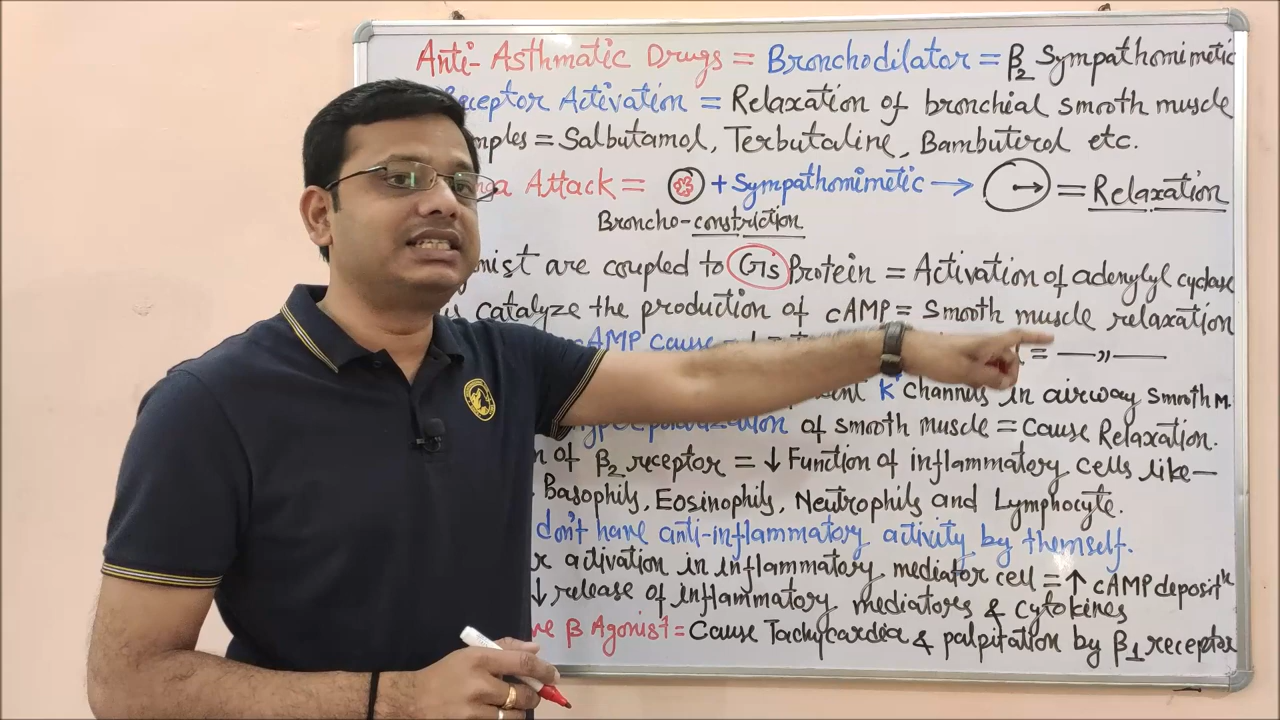 Anti-Asthmatic Drugs = Bronchodilator = β2 Sympathomimetic
Receptor Activation = Relaxation of bronchial smooth muscle
mples = Salbutamol, Terbutaline, Bambuterol etc.
Attack = + Sympathomimetic → = Relaxation
Broncho-constriction
nist are coupled to Gs Protein = Activation of adenylyl cyclase
catalyze the production of cAMP = Smooth muscle relaxation
cAMP cause = —„—
K+ Channels in airway Smooth M.
of smooth muscle = Cause Relaxation.
of β2 receptor = ↓ Function of inflammatory cells like—
Basophils, Eosinophils, Neutrophils and Lymphocyte.
don't have anti-inflammatory activity by themself.
activation in inflammatory mediator cell = ↑ cAMP deposit
↓ release of inflammatory mediators & cytokines
β Agonist = Cause Tachycardia & palpitation by β1 receptor